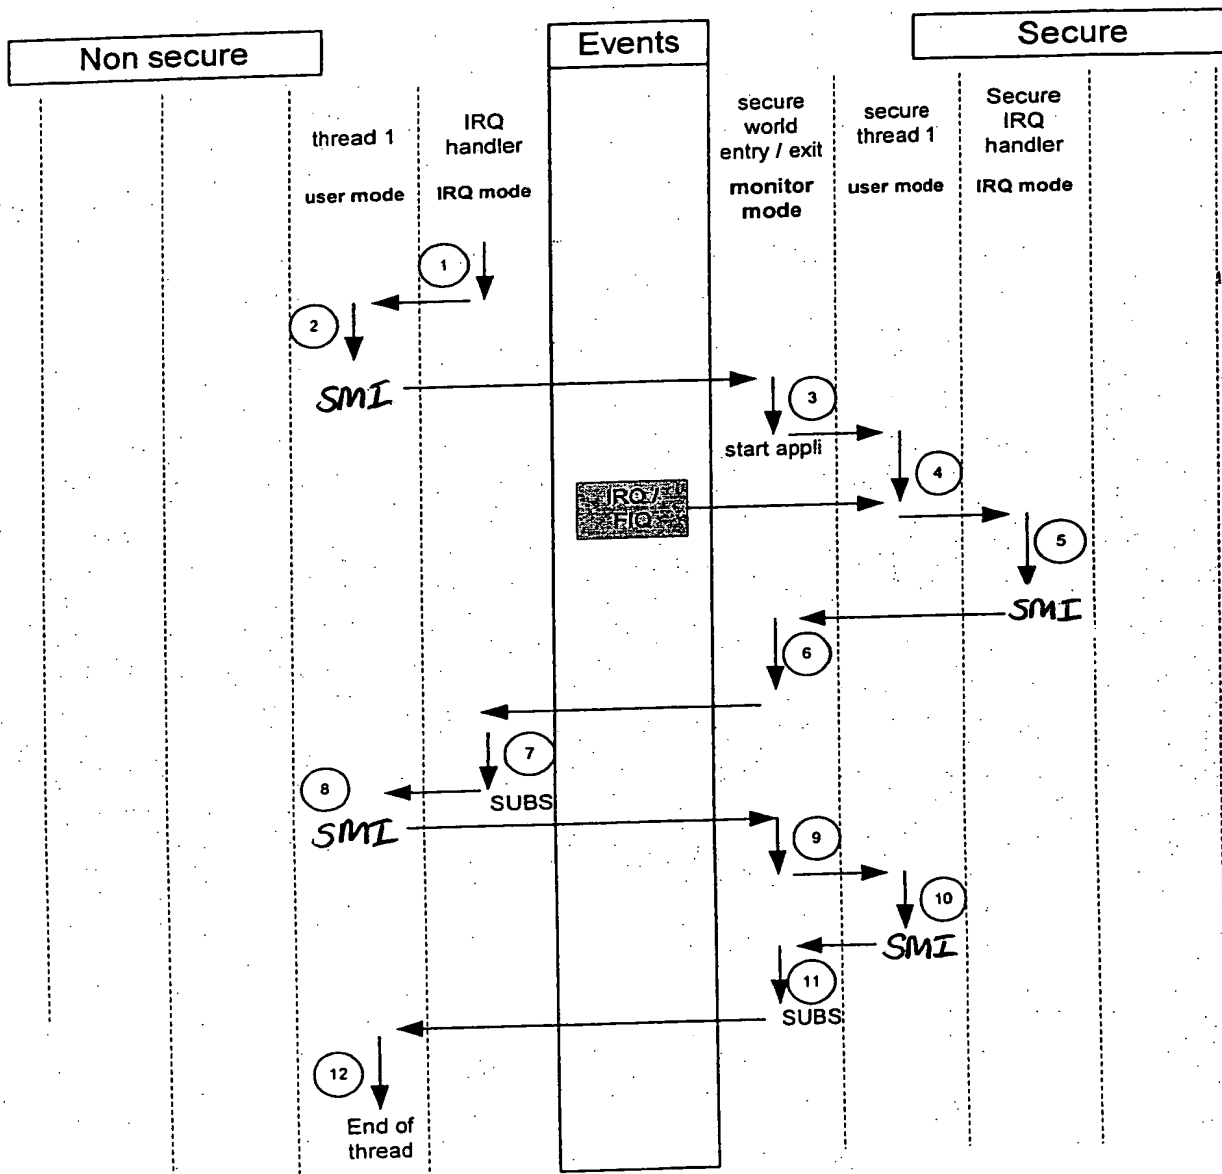 Non secure
Events
Secure
thread 1
user mode
IRQ
handler
IRQ mode
secure
world
entry / exit
monitor
mode
secure
thread 1
user mode
Secure
IRQ
handler
IRQ mode
1
2
SMI
3
start appli
4
IRQ /
FIQ
5
SMI
6
7
8
SUBS
SMI
9
10
SMI
11
SUBS
12
End of
thread